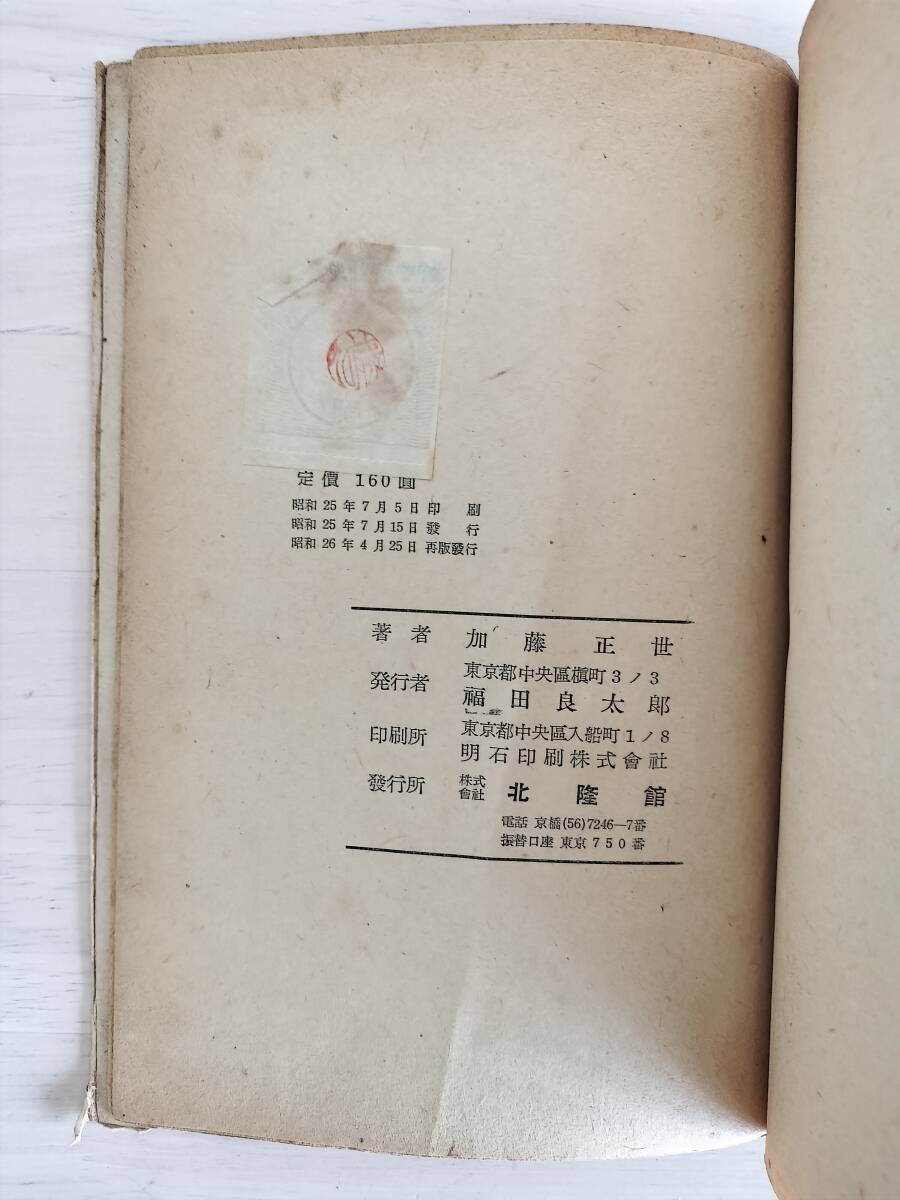 定價 160圓
昭和 25 年 7 月 5 日 印 刷
昭和 25 年 7 月 15 日 發 行
昭和 26 年 4 月 25 日 再版發行
著 者 加 藤 正 世
東京都中央區槇町 3 ノ 3
発行者 福 田 良 太 郎
東京都中央區入船町 1 ノ 8
印刷所 明石印刷株式會社
發行所 株式會社 北 隆 館
電話 京橋(56)7246—7番
振替口座 東京 7 5 0 番